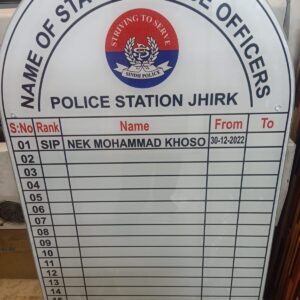 NAME OF STA CE OFFICERS
STRIVING TO SERVE
SINDH POLICE
POLICE STATION JHIRK
S:No Rank Name From To
01 SIP NEK MOHAMMAD KHOSO 30-12-2022
02
03
04
05
06
07
08
09
10
11
12
13
14
15